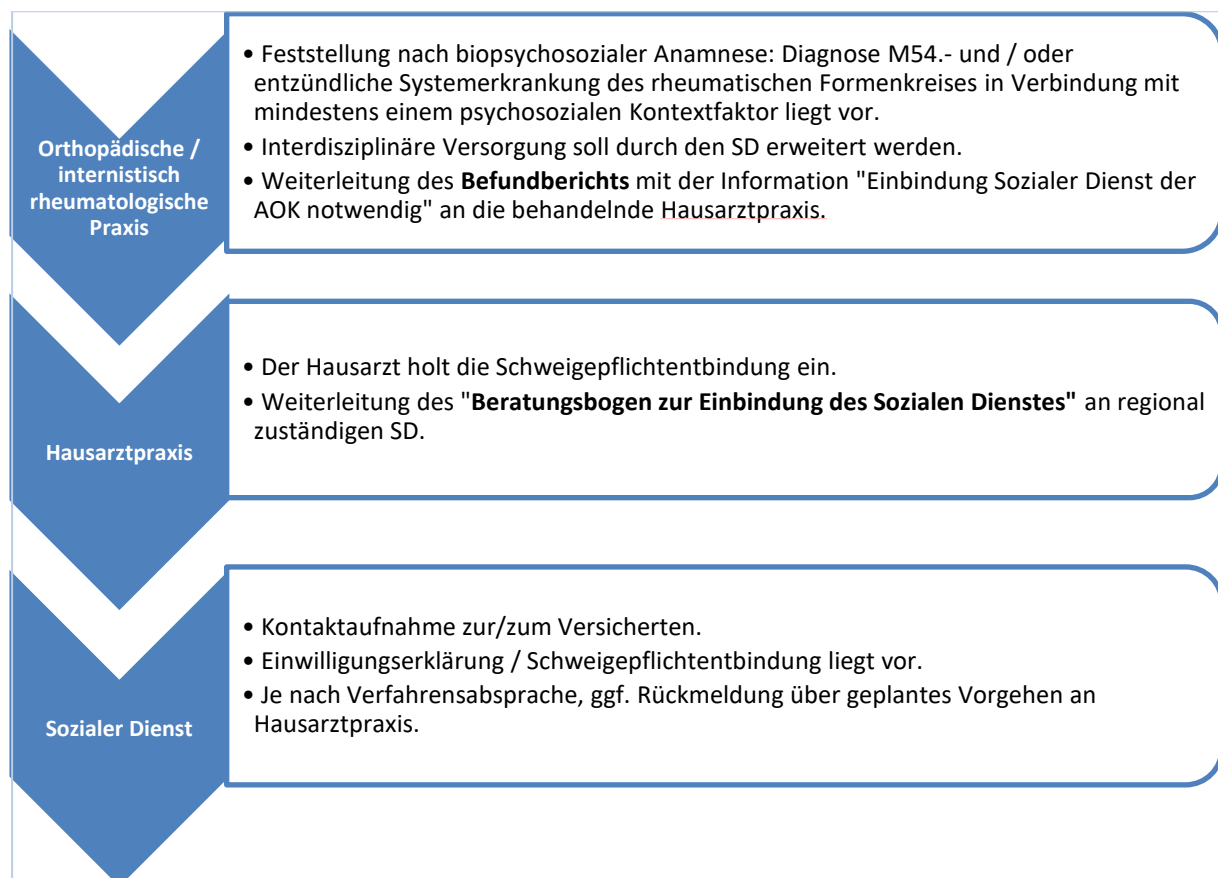 Orthopädische /
internistisch
rheumatologische
Praxis
• Feststellung nach biopsychosozialer Anamnese: Diagnose M54.- und / oder
entzündliche Systemerkrankung des rheumatischen Formenkreises in Verbindung mit
mindestens einem psychosozialen Kontextfaktor liegt vor.
• Interdisziplinäre Versorgung soll durch den SD erweitert werden.
• Weiterleitung des Befundberichts mit der Information "Einbindung Sozialer Dienst der
AOK notwendig" an die behandelnde Hausarztpraxis.
Hausarztpraxis
• Der Hausarzt holt die Schweigepflichtentbindung ein.
• Weiterleitung des "Beratungsbogen zur Einbindung des Sozialen Dienstes" an regional
zuständigen SD.
Sozialer Dienst
• Kontaktaufnahme zur/zum Versicherten.
• Einwilligungserklärung / Schweigepflichtentbindung liegt vor.
• Je nach Verfahrensabsprache, ggf. Rückmeldung über geplantes Vorgehen an
Hausarztpraxis.